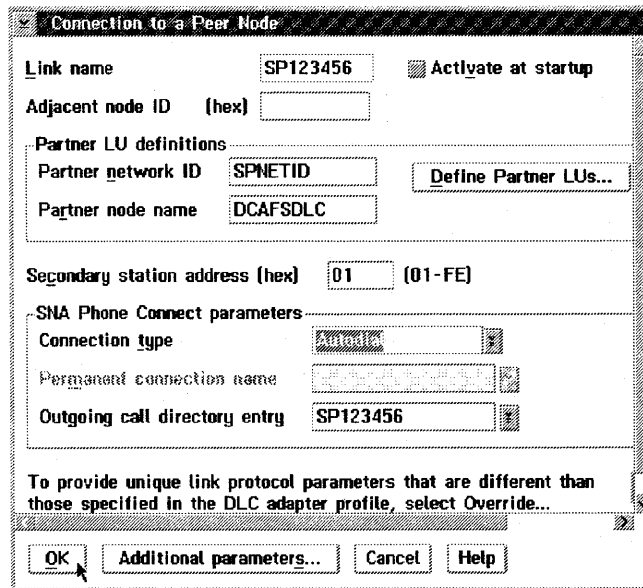 Connection to a Peer Node
Link name SP123456 Activate at startup
Adjacent node ID (hex)
Partner LU definitions
Partner network ID SPNETID Define Partner LUs...
Partner node name DCAFSDLC
Secondary station address (hex) 01 (01-FE)
SNA Phone Connect parameters
Connection type Autodial
Permanent connection name
Outgoing call directory entry SP123456
To provide unique link protocol parameters that are different than
those specified in the DLC adapter profile, select Override...
OK Additional parameters... Cancel Help